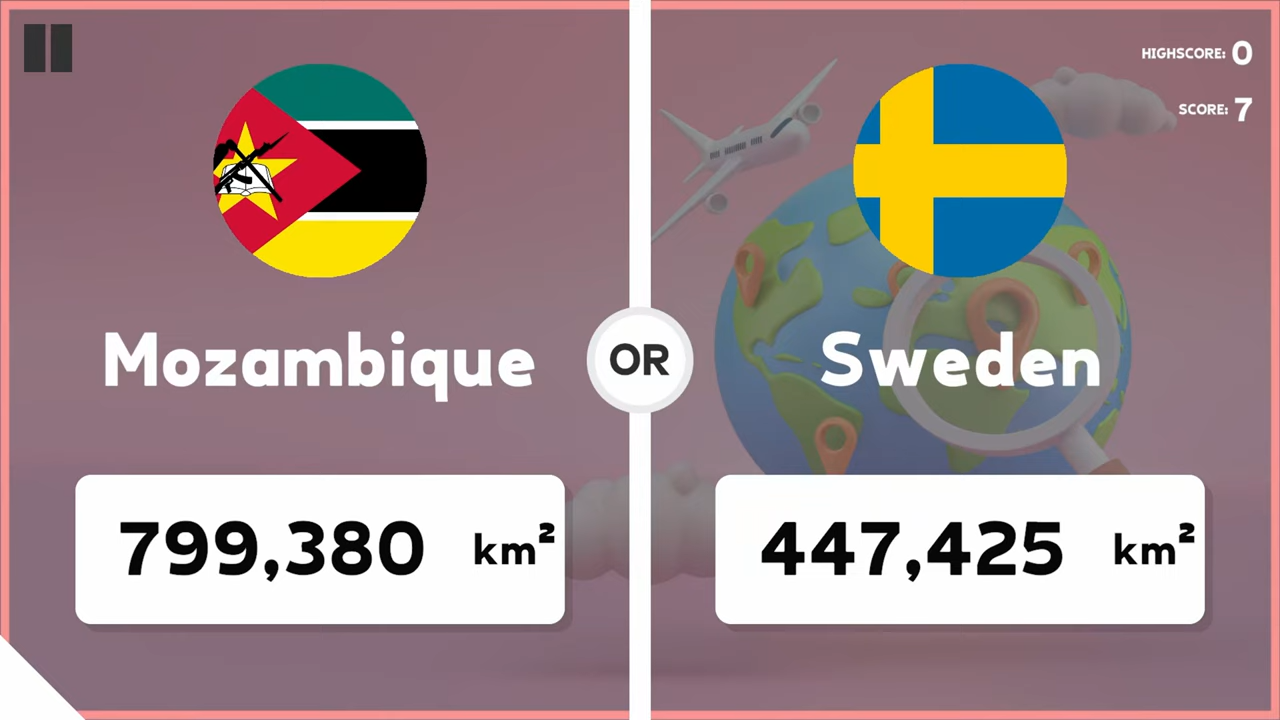 HIGHSCORE: 0
SCORE: 7
Mozambique
OR
Sweden
799,380 km²
447,425 km²